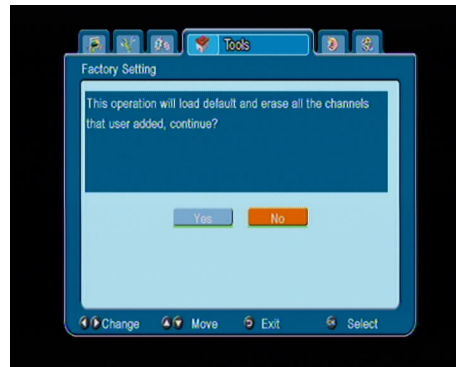 Tools
Factory Setting
This operation will load default and erase all the channels
that user added, continue?
Yes No
Change Move Exit Select